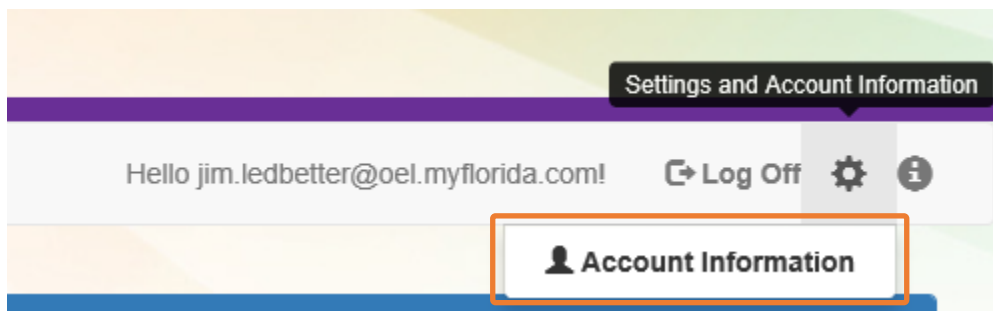 Settings and Account Information
Hello jim.ledbetter@oel.myflorida.com! Log Off
Account Information